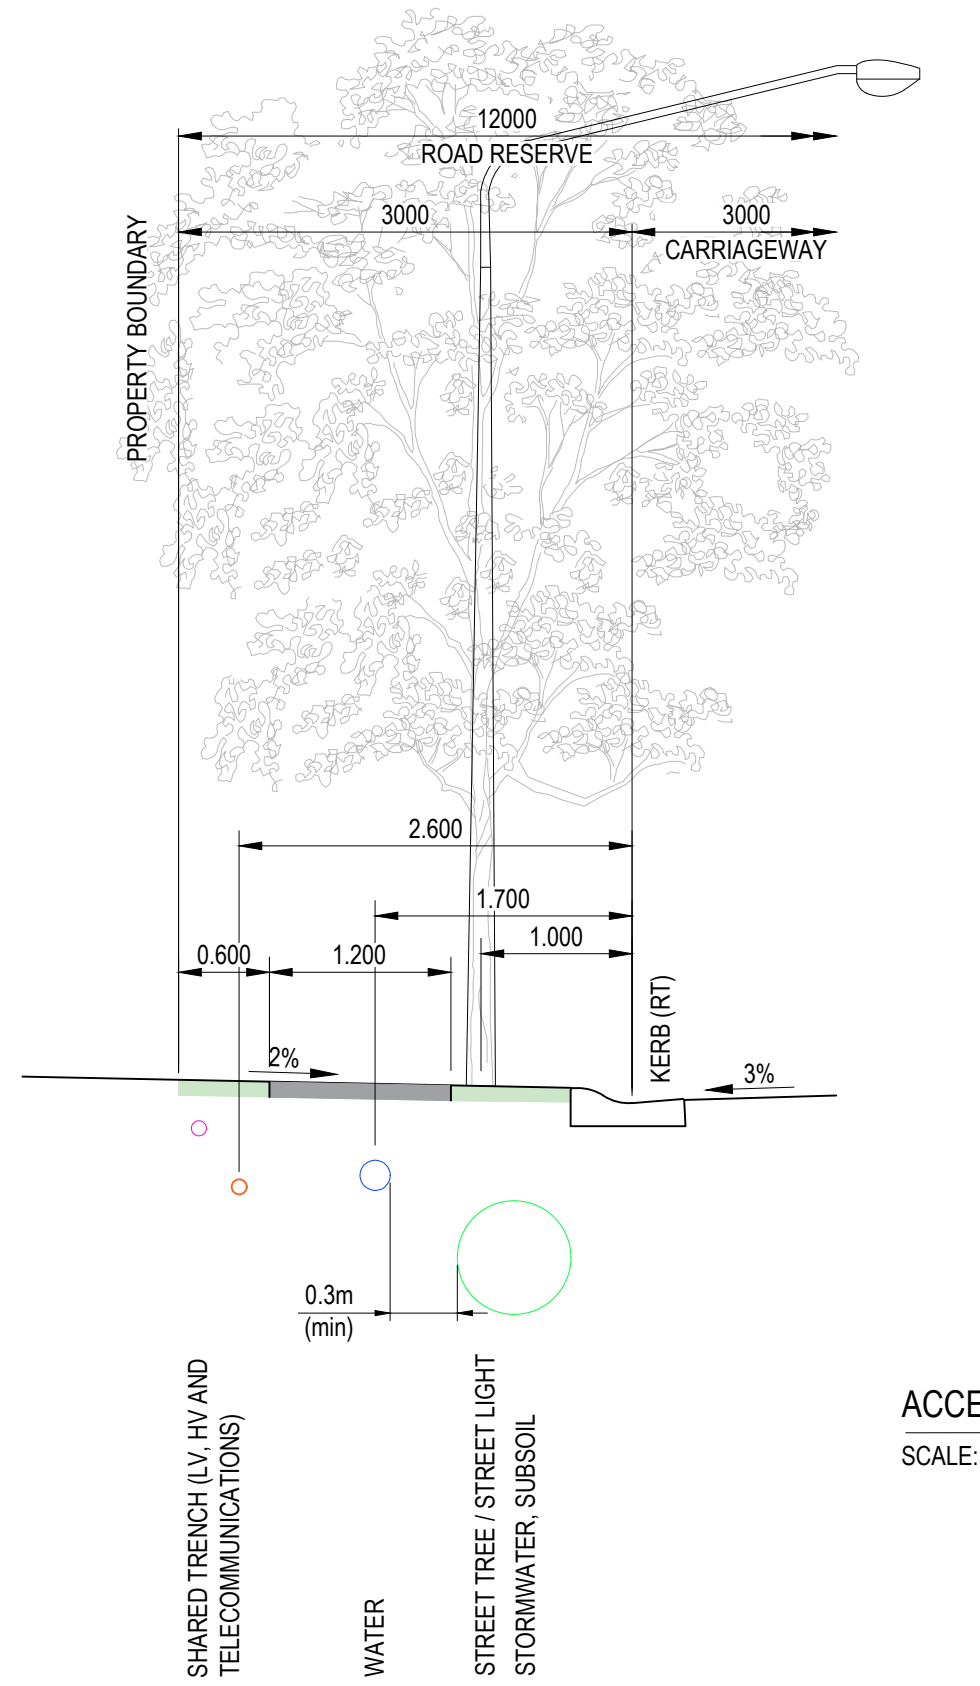 12000
ROAD RESERVE
3000
3000
CARRIAGEWAY
PROPERTY BOUNDARY
2.600
1.700
1.000
0.600
1.200
KERB (RT)
2%
3%
0.3m
(min)
SHARED TRENCH (LV, HV AND
TELECOMMUNICATIONS)
WATER
STREET TREE / STREET LIGHT
STORMWATER, SUBSOIL
ACCE
SCALE: